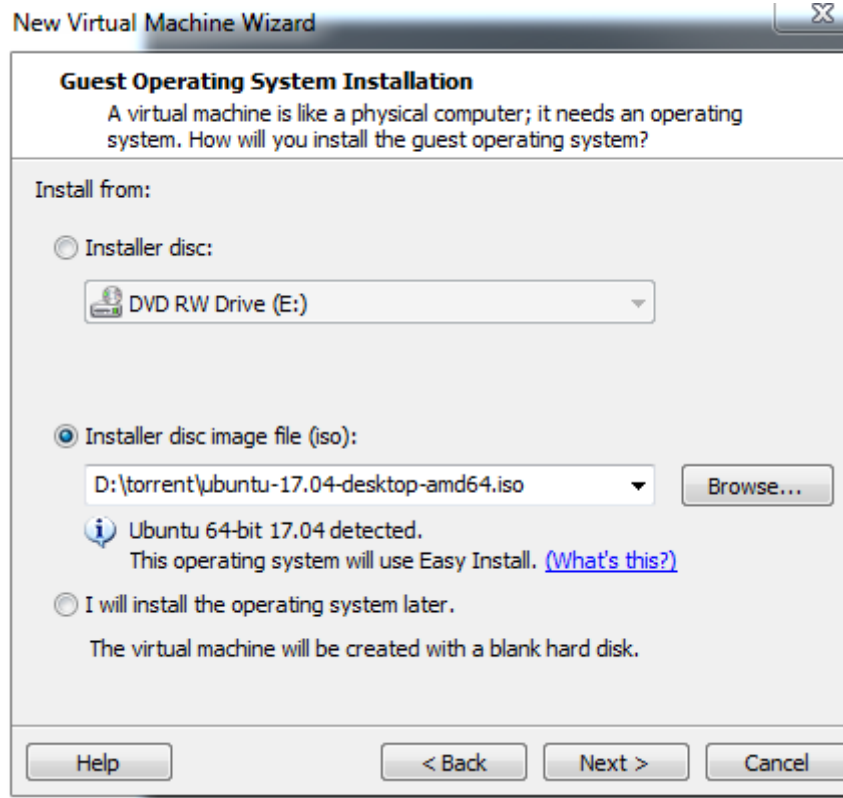 New Virtual Machine Wizard
Guest Operating System Installation
A virtual machine is like a physical computer; it needs an operating
system. How will you install the guest operating system?
Install from:
Installer disc:
DVD RW Drive (E:)
Installer disc image file (iso):
D:\torrent\ubuntu-17.04-desktop-amd64.iso
Browse...
Ubuntu 64-bit 17.04 detected.
This operating system will use Easy Install. (What's this?)
I will install the operating system later.
The virtual machine will be created with a blank hard disk.
Help
< Back
Next >
Cancel